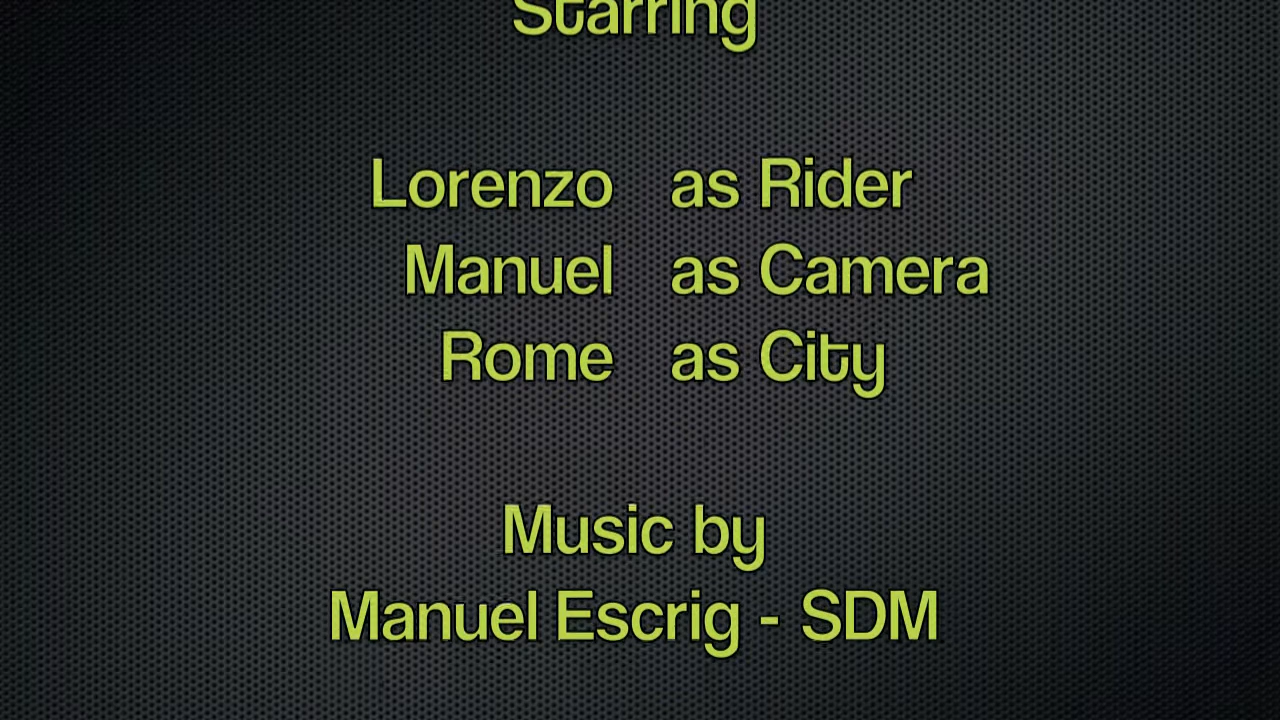 Starring
Lorenzo as Rider
Manuel as Camera
Rome as City
Music by
Manuel Escrig - SDM